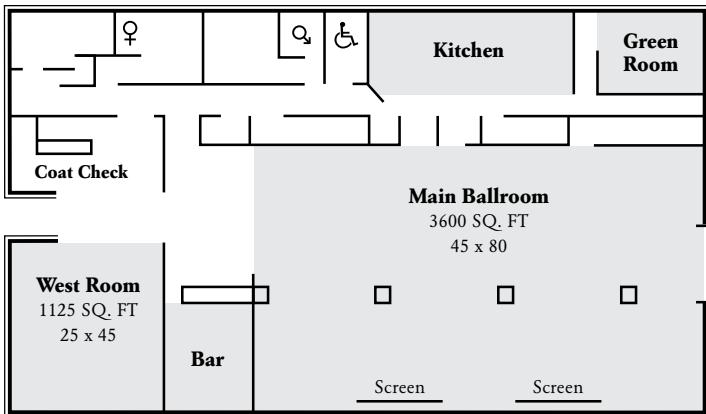 Kitchen
Green
Room
Coat Check
Main Ballroom
3600 SQ. FT
45 x 80
West Room
1125 SQ. FT
25 x 45
Bar
Screen
Screen